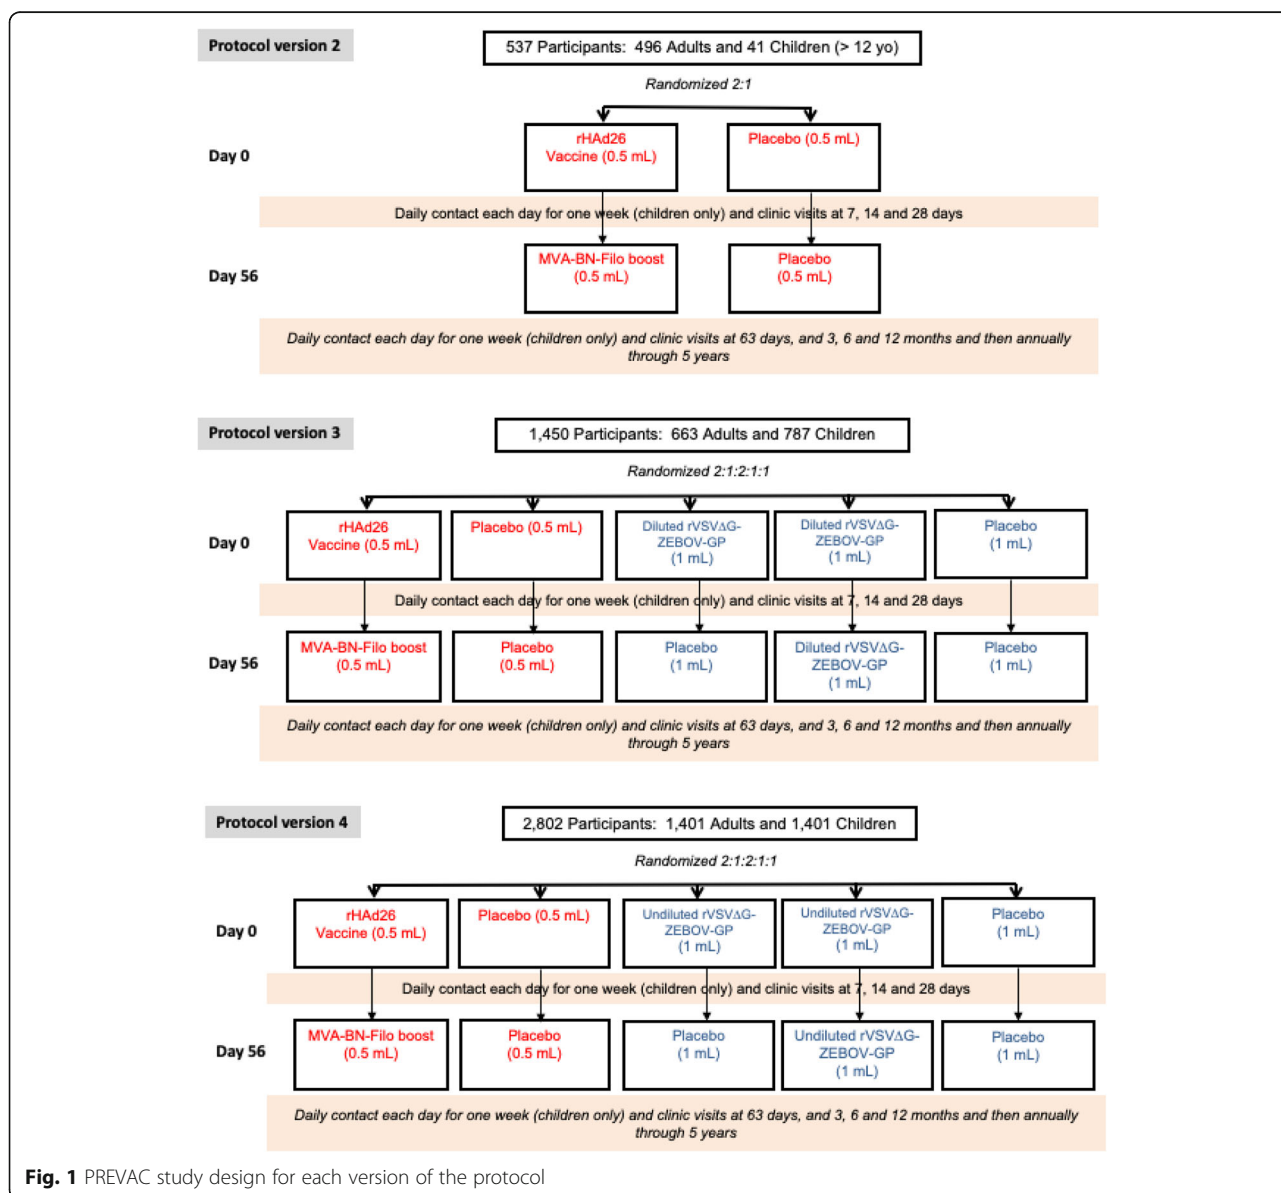 Protocol version 2
537 Participants: 496 Adults and 41 Children (> 12 yo)
Randomized 2:1
Day 0
rHAd26
Vaccine (0.5 mL)
Placebo (0.5 mL)
Daily contact each day for one week (children only) and clinic visits at 7, 14 and 28 days
Day 56
MVA-BN-Filo boost
(0.5 mL)
Placebo
(0.5 mL)
Daily contact each day for one week (children only) and clinic visits at 63 days, and 3, 6 and 12 months and then annually
through 5 years
Protocol version 3
1,450 Participants: 663 Adults and 787 Children
Randomized 2:1:2:1:1
Day 0
rHAd26
Vaccine (0.5 mL)
Placebo (0.5 mL)
Diluted rVSVΔG-
ZEBOV-GP
(1 mL)
Diluted rVSVΔG-
ZEBOV-GP
(1 mL)
Placebo
(1 mL)
Daily contact each day for one week (children only) and clinic visits at 7, 14 and 28 days
Day 56
MVA-BN-Filo boost
(0.5 mL)
Placebo
(0.5 mL)
Placebo
(1 mL)
Diluted rVSVΔG-
ZEBOV-GP
(1 mL)
Placebo
(1 mL)
Daily contact each day for one week (children only) and clinic visits at 63 days, and 3, 6 and 12 months and then annually
through 5 years
Protocol version 4
2,802 Participants: 1,401 Adults and 1,401 Children
Randomized 2:1:2:1:1
Day 0
rHAd26
Vaccine (0.5 mL)
Placebo (0.5 mL)
Undiluted rVSVΔG-
ZEBOV-GP
(1 mL)
Undiluted rVSVΔG-
ZEBOV-GP
(1 mL)
Placebo
(1 mL)
Daily contact each day for one week (children only) and clinic visits at 7, 14 and 28 days
Day 56
MVA-BN-Filo boost
(0.5 mL)
Placebo
(0.5 mL)
Placebo
(1 mL)
Undiluted rVSVΔG-
ZEBOV-GP
(1 mL)
Placebo
(1 mL)
Daily contact each day for one week (children only) and clinic visits at 63 days, and 3, 6 and 12 months and then annually
through 5 years
Fig. 1 PREVAC study design for each version of the protocol